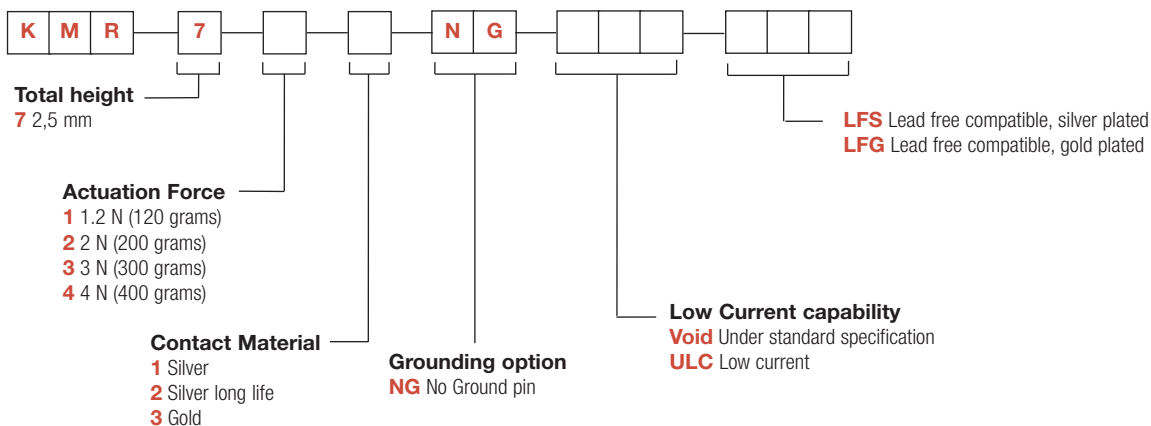 K M R 7 N G
Total height
7 2,5 mm
LFS Lead free compatible, silver plated
LFG Lead free compatible, gold plated
Actuation Force
1 1.2 N (120 grams)
2 2 N (200 grams)
3 3 N (300 grams)
4 4 N (400 grams)
Contact Material
1 Silver
2 Silver long life
3 Gold
Grounding option
NG No Ground pin
Low Current capability
Void Under standard specification
ULC Low current